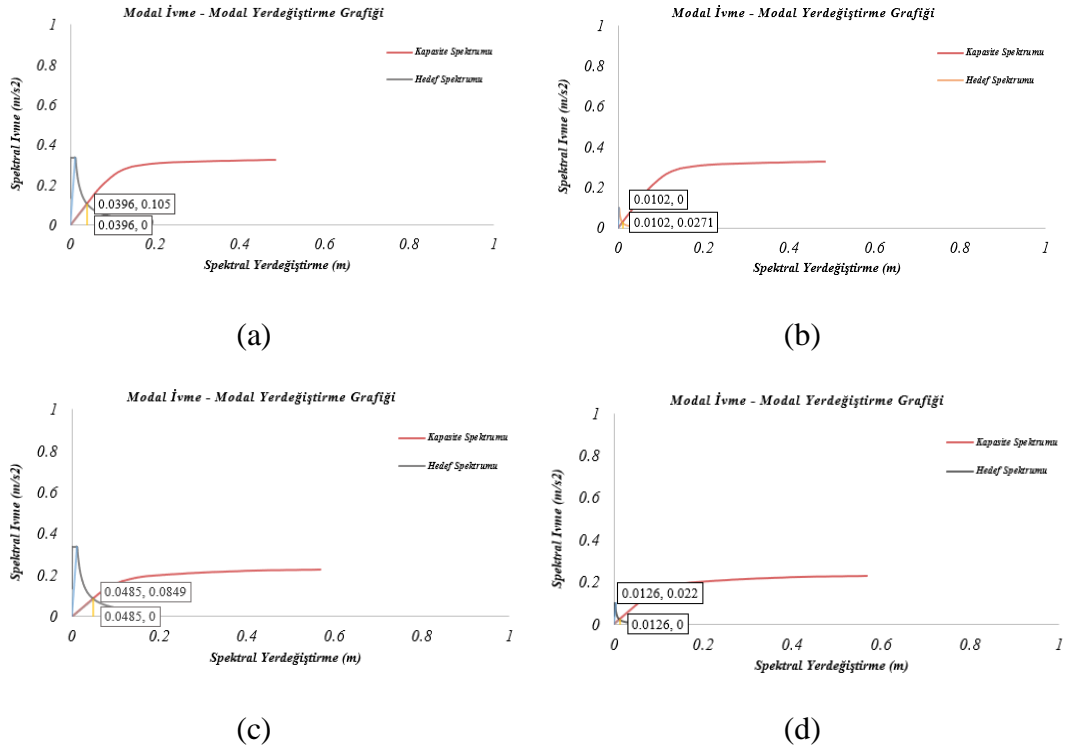 Modal İvme - Modal Yerdeğiştirme Grafiği
Spektral İvme (m/s2)
1
0.8
0.6
0.4
0.2
0
Kapasite Spektrumu
Hedef Spektrumu
0.0396, 0.105
0.0396, 0
0 0.2 0.4 0.6 0.8 1
Spektral Yerdeğiştirme (m)
(a)
Modal İvme - Modal Yerdeğiştirme Grafiği
Spektral İvme (m/s2)
1
0.8
0.6
0.4
0.2
0
Kapasite Spektrumu
Hedef Spektrumu
0.0102, 0
0.0102, 0.0271
0 0.2 0.4 0.6 0.8 1
Spektral Yerdeğiştirme (m)
(b)
Modal İvme - Modal Yerdeğiştirme Grafiği
Spektral İvme (m/s2)
1
0.8
0.6
0.4
0.2
0
Kapasite Spektrumu
Hedef Spektrumu
0.0485, 0.0849
0.0485, 0
0 0.2 0.4 0.6 0.8 1
Spektral Yerdeğiştirme (m)
(c)
Modal İvme - Modal Yerdeğiştirme Grafiği
Spektral İvme (m/s2)
1
0.8
0.6
0.4
0.2
0
Kapasite Spektrumu
Hedef Spektrumu
0.0126, 0.022
0.0126, 0
0 0.2 0.4 0.6 0.8 1
Spektral Yerdeğiştirme (m)
(d)